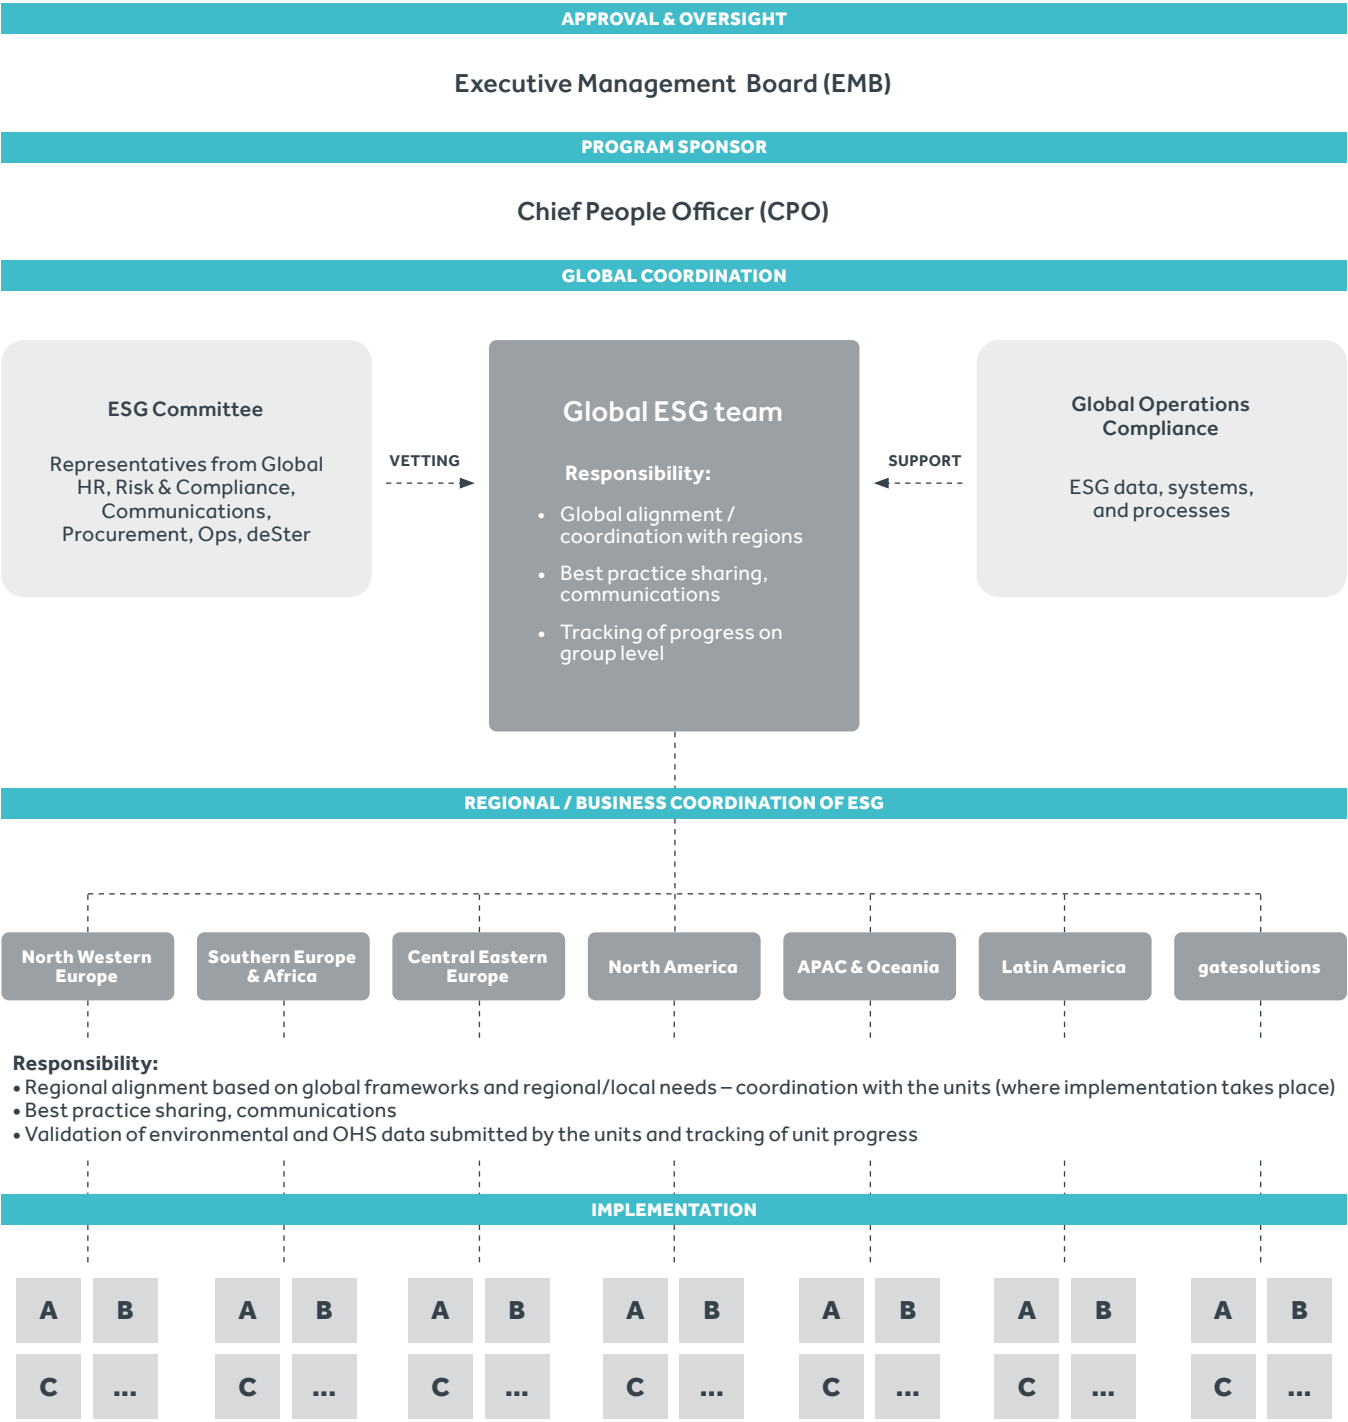 APPROVAL & OVERSIGHT
Executive Management Board (EMB)
PROGRAM SPONSOR
Chief People Officer (CPO)
GLOBAL COORDINATION
ESG Committee
Representatives from Global
HR, Risk & Compliance,
Communications,
Procurement, Ops, deSter
VETTING
Global ESG team
Responsibility:
• Global alignment /
coordination with regions
• Best practice sharing,
communications
• Tracking of progress on
group level
SUPPORT
Global Operations
Compliance
ESG data, systems,
and processes
REGIONAL / BUSINESS COORDINATION OF ESG
North Western
Europe
Southern Europe
& Africa
Central Eastern
Europe
North America
APAC & Oceania
Latin America
gatesolutions
Responsibility:
• Regional alignment based on global frameworks and regional/local needs – coordination with the units (where implementation takes place)
• Best practice sharing, communications
• Validation of environmental and OHS data submitted by the units and tracking of unit progress
IMPLEMENTATION
A B A B A B A B A B A B A B
C ... C ... C ... C ... C ... C ... C ...